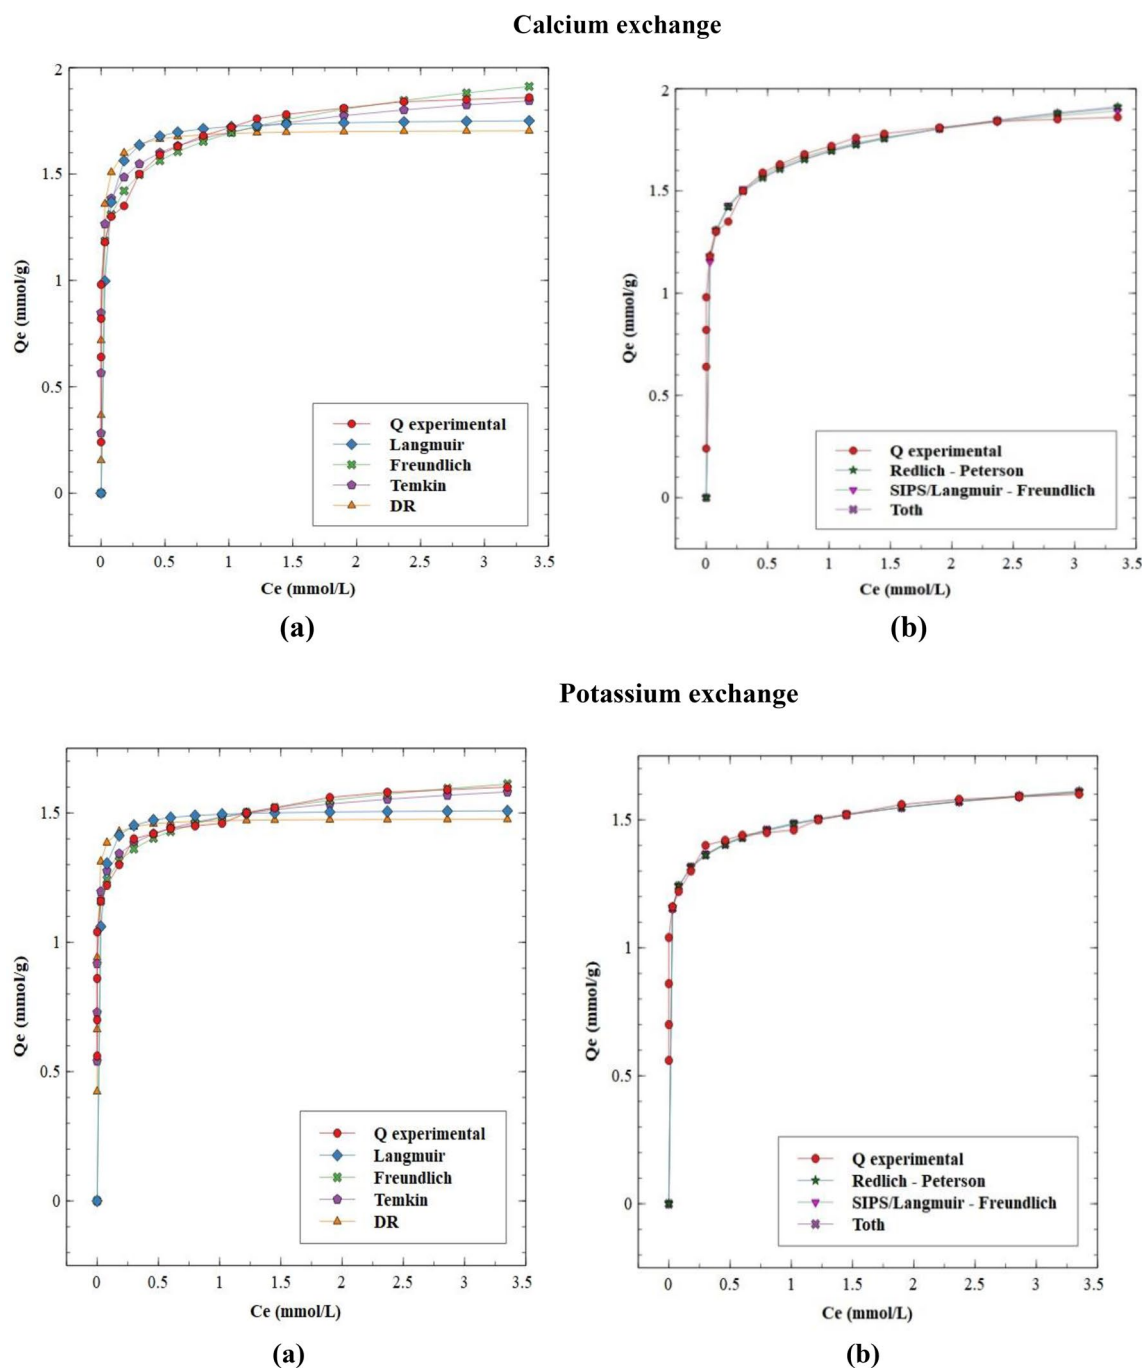 Calcium exchange
2
1.5
1
0.5
0
Qe (mmol/g)
Q experimental
Langmuir
Freundlich
Temkin
DR
0 0.5 1 1.5 2 2.5 3 3.5
Ce (mmol/L)
(a)
2
1.5
1
0.5
0
Qe (mmol/g)
Q experimental
Redlich - Peterson
SIPS/Langmuir - Freundlich
Toth
0 0.5 1 1.5 2 2.5 3 3.5
Ce (mmol/L)
(b)
Potassium exchange
1.5
1
0.5
0
Qe (mmol/g)
Q experimental
Langmuir
Freundlich
Temkin
DR
0 0.5 1 1.5 2 2.5 3 3.5
Ce (mmol/L)
(a)
1.5
1
0.5
0
Qe (mmol/g)
Q experimental
Redlich - Peterson
SIPS/Langmuir - Freundlich
Toth
0 0.5 1 1.5 2 2.5 3 3.5
Ce (mmol/L)
(b)